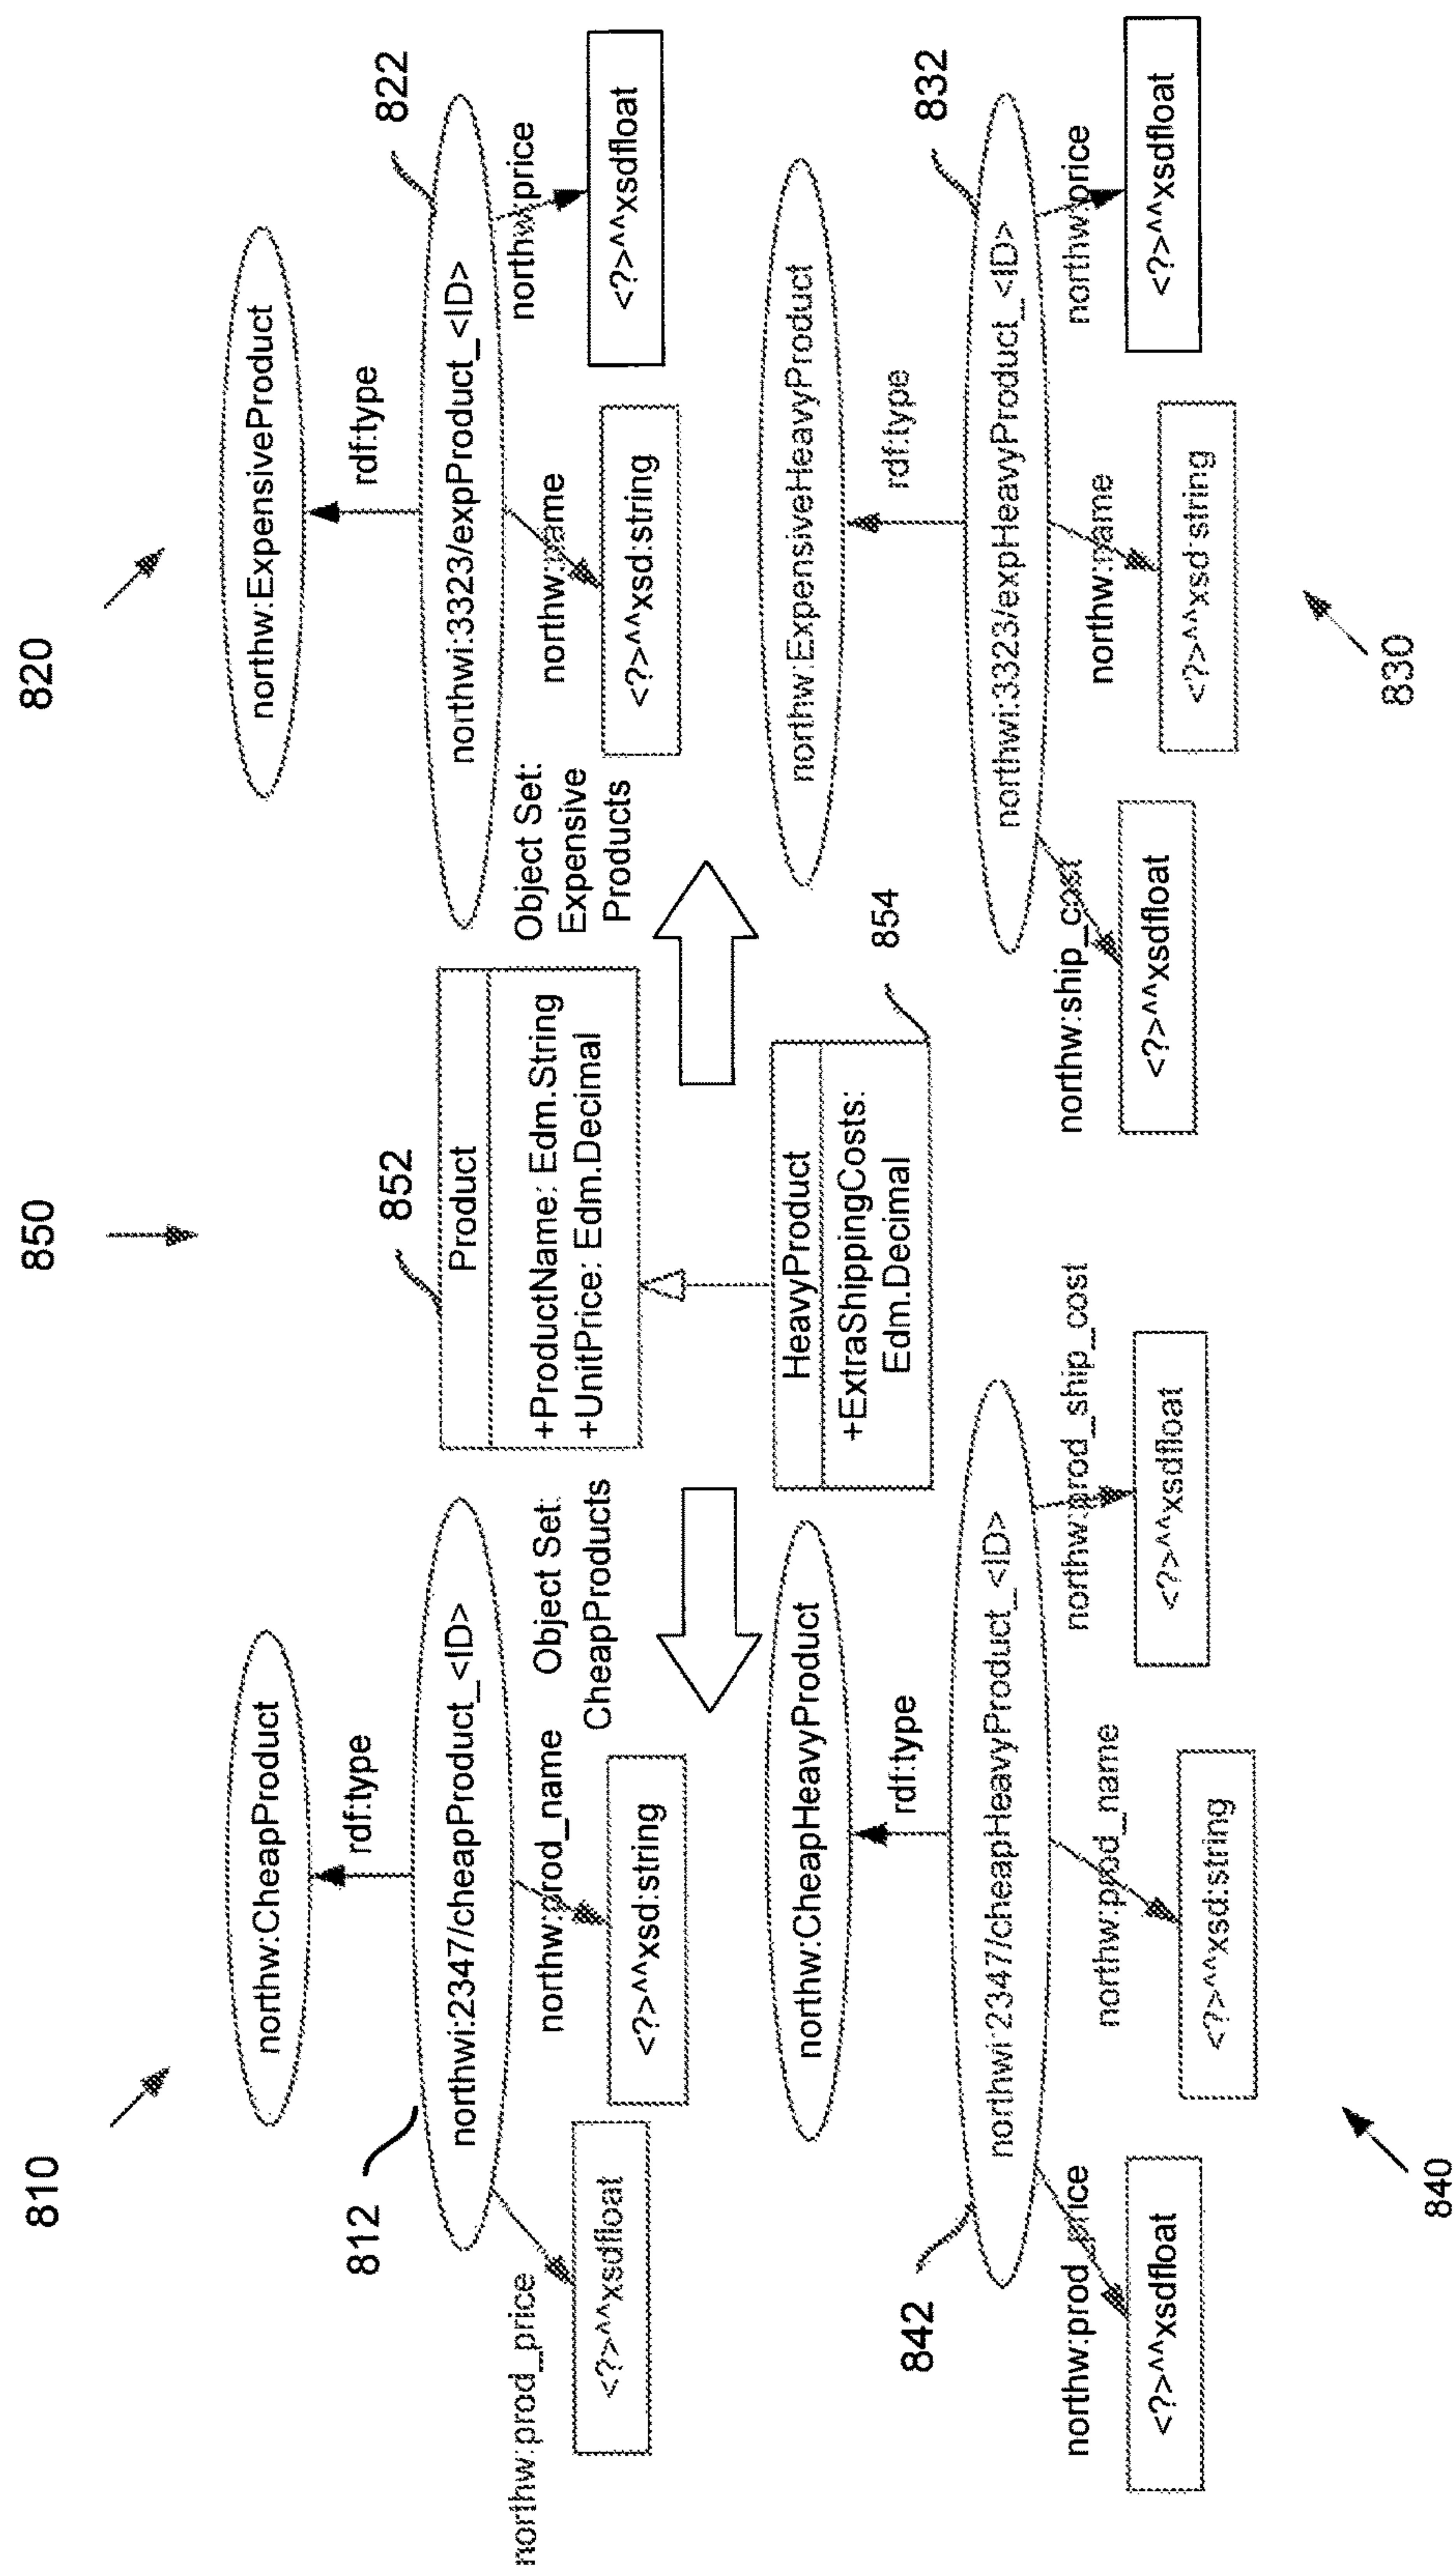 810
850
820
northw:CheapProduct
rdf:type
812
northwi:2347/cheapProduct_<ID>
northw:prod_price
northw:prod_name
<?>^^xsdfloat
<?>^^xsd:string
Object Set:
CheapProducts
852
Product
+ProductName: Edm.String
+UnitPrice: Edm.Decimal
Object Set:
Expensive
Products
northw:ExpensiveProduct
rdf:type
822
northwi:3323/expProduct_<ID>
northw:name
northw:price
<?>^^xsd:string
<?>^^xsdfloat
northw:CheapHeavyProduct
rdf:type
842
northwi:2347/cheapHeavyProduct_<ID>
northw:prod_price
northw:prod_name
northw:prod_ship_cost
<?>^^xsdfloat
<?>^^xsd:string
<?>^^xsdfloat
840
HeavyProduct
+ExtraShippingCosts:
Edm.Decimal
854
northw:ExpensiveHeavyProduct
rdf:type
832
northwi:3323/expHeavyProduct_<ID>
northw:ship_cost
northw:name
northw:price
<?>^^xsdfloat
<?>^^xsd:string
<?>^^xsdfloat
830